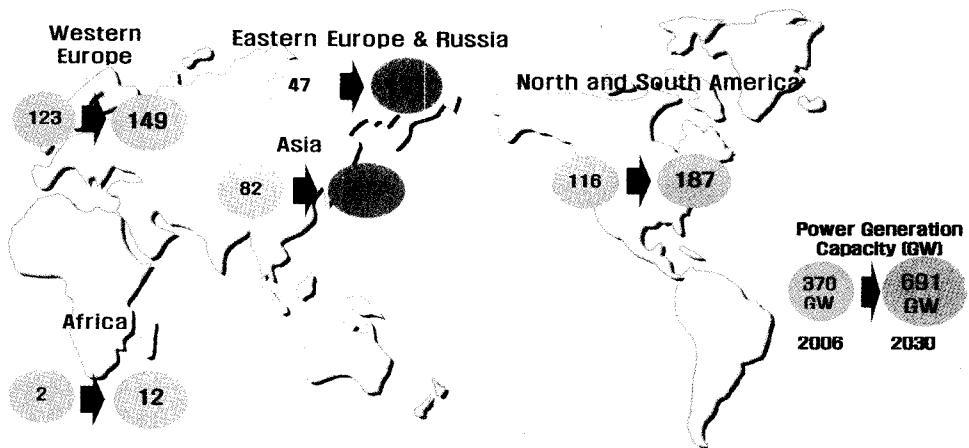 Western
Europe
123
149
Eastern Europe & Russia
47
Asia
82
North and South America
116
187
Africa
2
12
Power Generation
Capacity (GW)
370
GW
691
GW
2006
2030